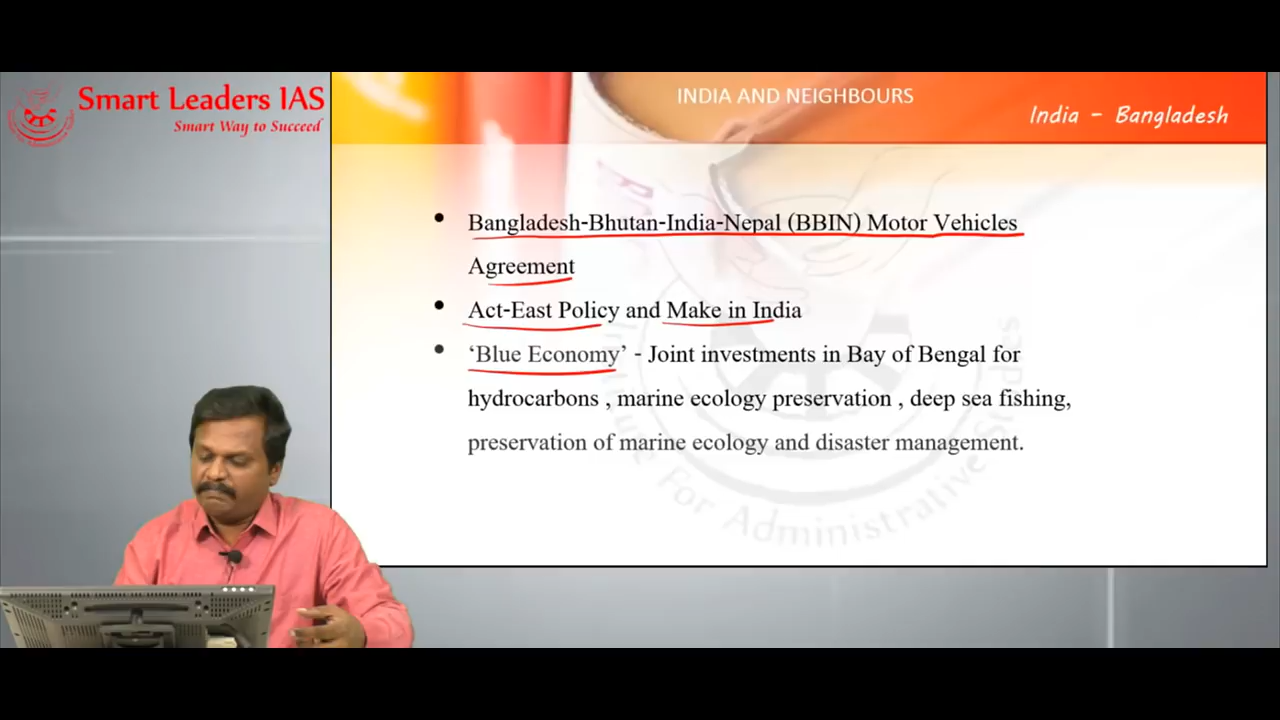 Smart Leaders IAS
Smart Way to Succeed
INDIA AND NEIGHBOURS
India - Bangladesh
• Bangladesh-Bhutan-India-Nepal (BBIN) Motor Vehicles
Agreement
• Act-East Policy and Make in India
• ‘Blue Economy’ - Joint investments in Bay of Bengal for
hydrocarbons , marine ecology preservation , deep sea fishing,
preservation of marine ecology and disaster management.
For Administrative